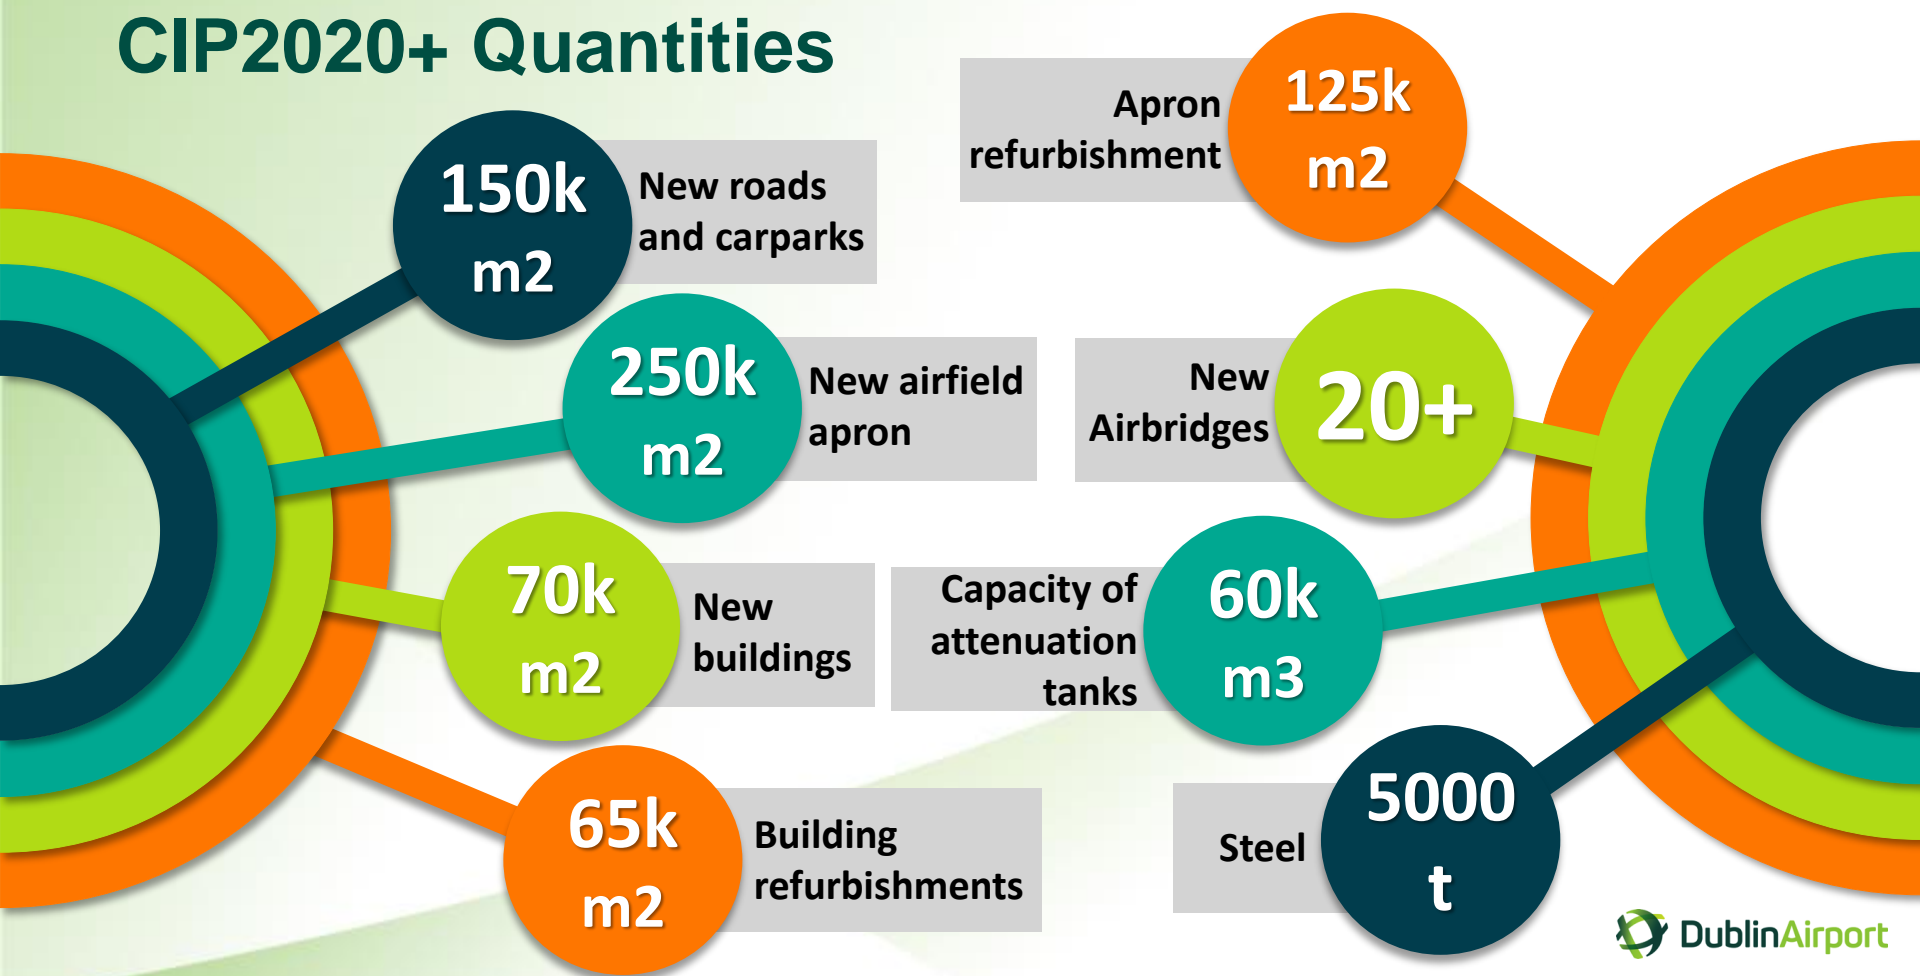 CIP2020+ Quantities
150k
m2
New roads
and carparks
250k
m2
New airfield
apron
70k
m2
New
buildings
65k
m2
Building
refurbishments
Apron
refurbishment
125k
m2
New
Airbridges
20+
Capacity of
attenuation
tanks
60k
m3
Steel
5000
t
DublinAirport